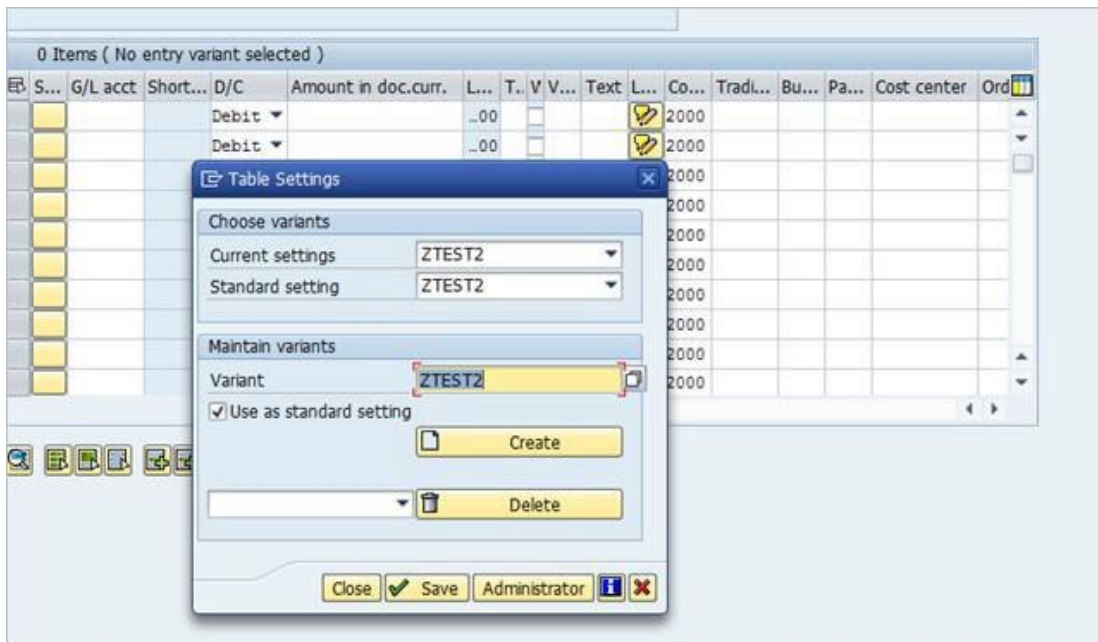 0 Items ( No entry variant selected )
S... G/L acct Short... D/C Amount in doc.curr. L... T.. V V... Text L... Co... Tradi... Bu... Pa... Cost center Ord
Debit ..00 2000
Debit ..00 2000
Table Settings 2000
2000
Choose variants
2000
Current settings ZTEST2
2000
Standard setting ZTEST2
2000
2000
Maintain variants
2000
Variant ZTEST2 2000
Use as standard setting
Create
Delete
Close Save Administrator